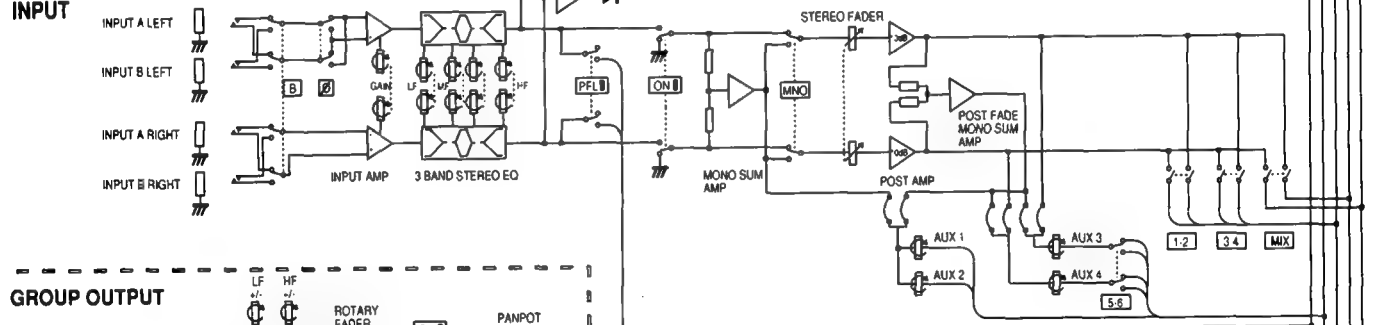 INPUT
INPUT A LEFT
INPUT B LEFT
INPUT A RIGHT
INPUT B RIGHT
B
Ø
GAIN
INPUT AMP
LF
MF
HF
3 BAND STEREO EQ
PFL
ON
MONO SUM
AMP
MNO
STEREO FADER
0dB
0dB
POST AMP
POST FADE
MONO SUM
AMP
AUX 1
AUX 2
AUX 3
AUX 4
5-6
1-2
3 4
MIX
GROUP OUTPUT
LF
+/-
HF
+/-
ROTARY
FADER
PANPOT